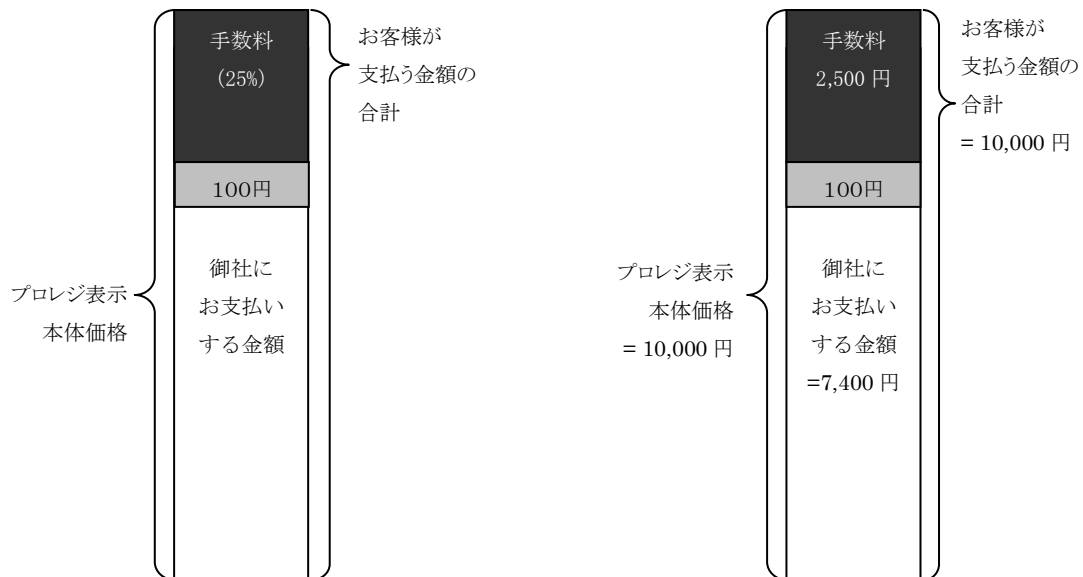 手数料
(25%)
100円
御社に
お支払い
する金額
プロレジ表示
本体価格
お客様が
支払う金額の
合計
手数料
2,500 円
100円
御社に
お支払い
する金額
=7,400 円
プロレジ表示
本体価格
= 10,000 円
お客様が
支払う金額の
合計
= 10,000 円